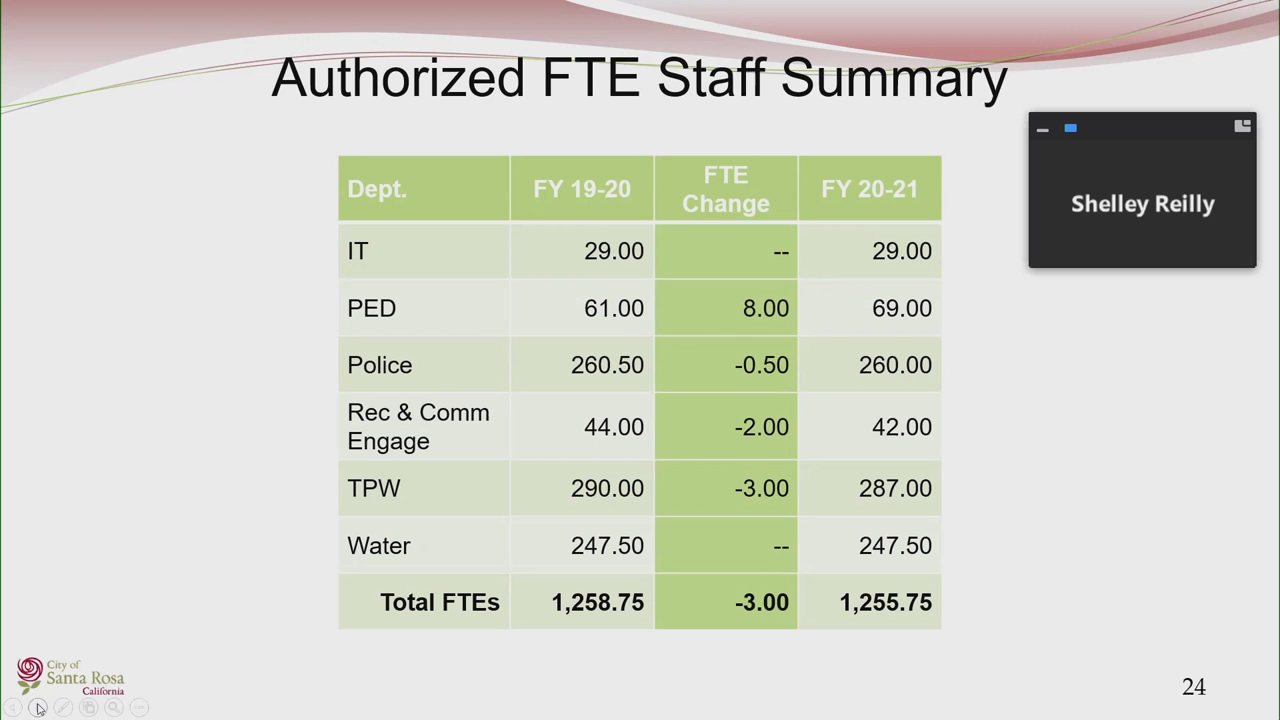 Authorized FTE Staff Summary
Dept. FY 19-20 FTE Change FY 20-21
IT 29.00 -- 29.00
PED 61.00 8.00 69.00
Police 260.50 -0.50 260.00
Rec & Comm Engage 44.00 -2.00 42.00
TPW 290.00 -3.00 287.00
Water 247.50 -- 247.50
Total FTEs 1,258.75 -3.00 1,255.75
Shelley Reilly
City of
Santa Rosa
California
24